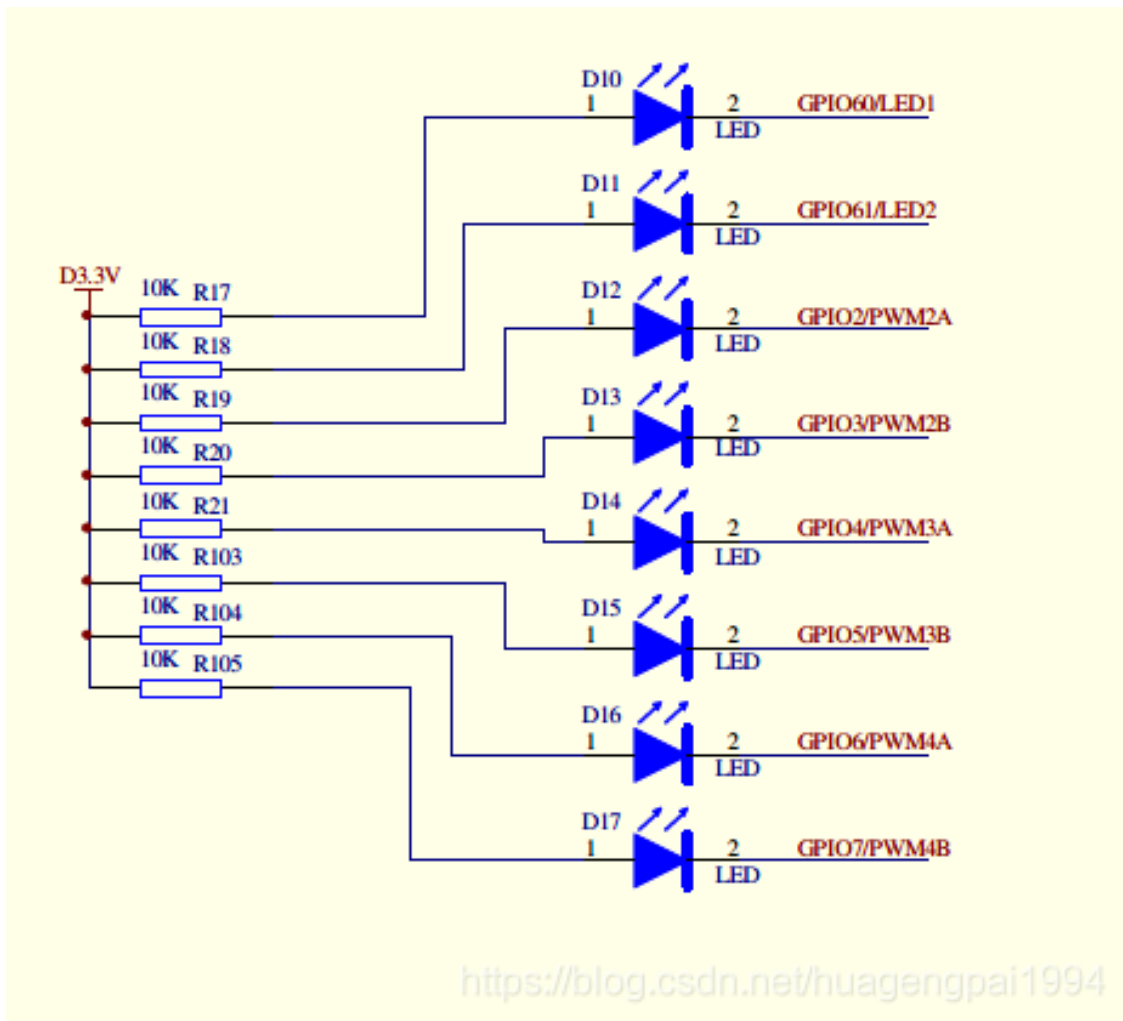 D10
1
2
GPIO60/LED1
LED
D11
1
2
GPIO61/LED2
LED
D3.3V
10K R17
D12
1
2
GPIO2/PWM2A
LED
10K R18
10K R19
D13
1
2
GPIO3/PWM2B
LED
10K R20
10K R21
D14
1
2
GPIO4/PWM3A
LED
10K R103
10K R104
D15
1
2
GPIO5/PWM3B
LED
10K R105
D16
1
2
GPIO6/PWM4A
LED
D17
1
2
GPIO7/PWM4B
LED
https://blog.csdn.net/huagengpai1994